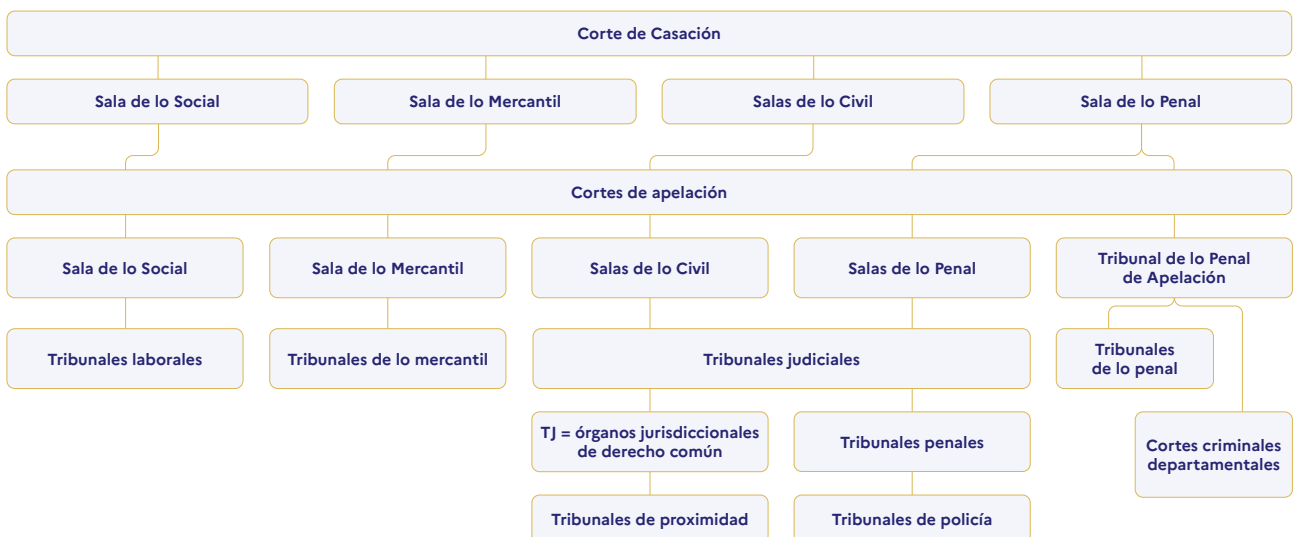 Corte de Casación
Sala de lo Social
Sala de lo Mercantil
Salas de lo Civil
Sala de lo Penal
Cortes de apelación
Sala de lo Social
Sala de lo Mercantil
Salas de lo Civil
Salas de lo Penal
Tribunal de lo Penal
de Apelación
Tribunales laborales
Tribunales de lo mercantil
Tribunales judiciales
Tribunales
de lo penal
TJ = órganos jurisdiccionales
de derecho común
Tribunales penales
Cortes criminales
departamentales
Tribunales de proximidad
Tribunales de policía